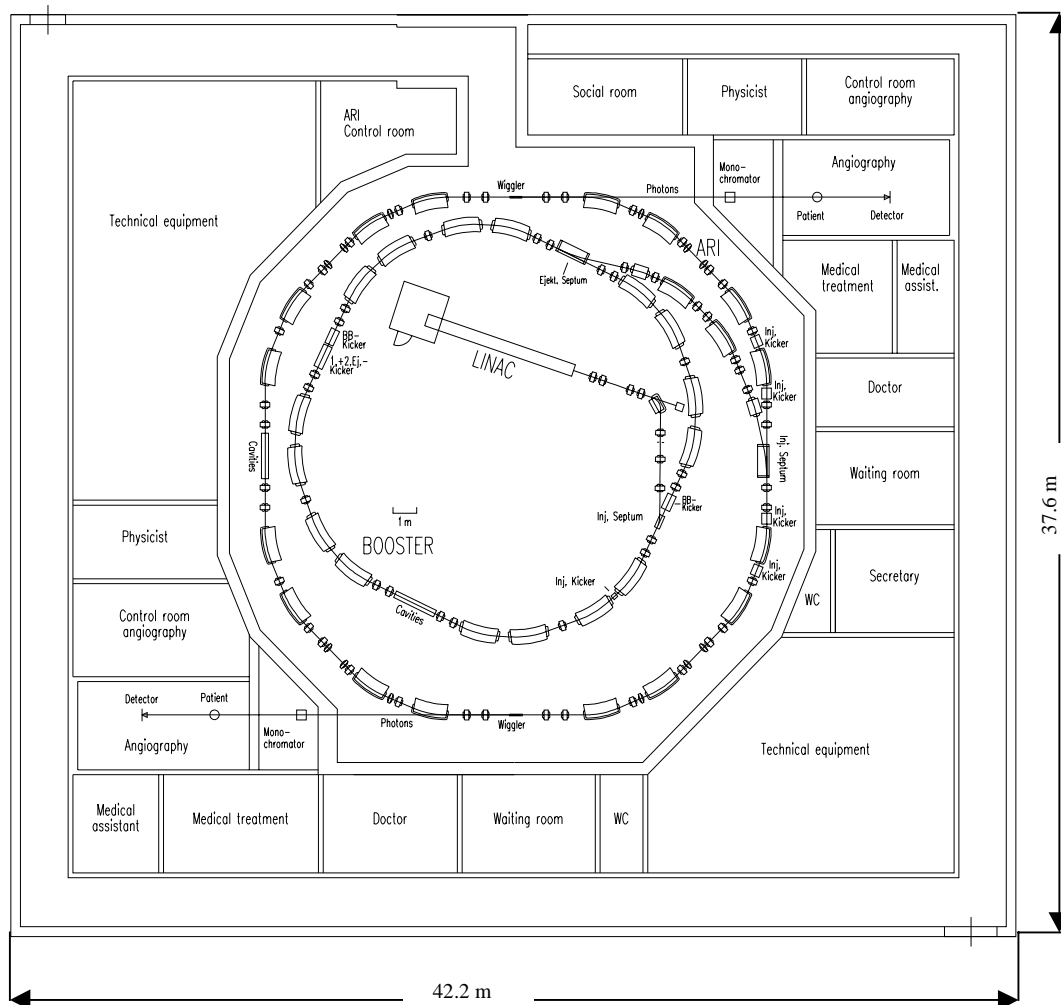 Social room
Physicist
Control room
angiography
ARI
Control room
Technical equipment
Wiggler
Photons
Mono-
chromator
Angiography
Patient
Detector
ARI
Ejekt. Septum
Medical
treatment
Medical
assist.
BB-
Kicker
1.+2.Ej.-
Kicker
LINAC
Inj.
Kicker
Inj.
Kicker
Doctor
Cavities
Inj. Septum
Waiting room
1 m
BOOSTER
Inj. Septum
BB-
Kicker
Inj.
Kicker
Inj.
Kicker
37.6 m
Physicist
Inj. Kicker
Cavities
WC
Secretary
Control room
angiography
Detector
Patient
Photons
Wiggler
Angiography
Mono-
chromator
Technical equipment
Medical
assistant
Medical treatment
Doctor
Waiting room
WC
42.2 m